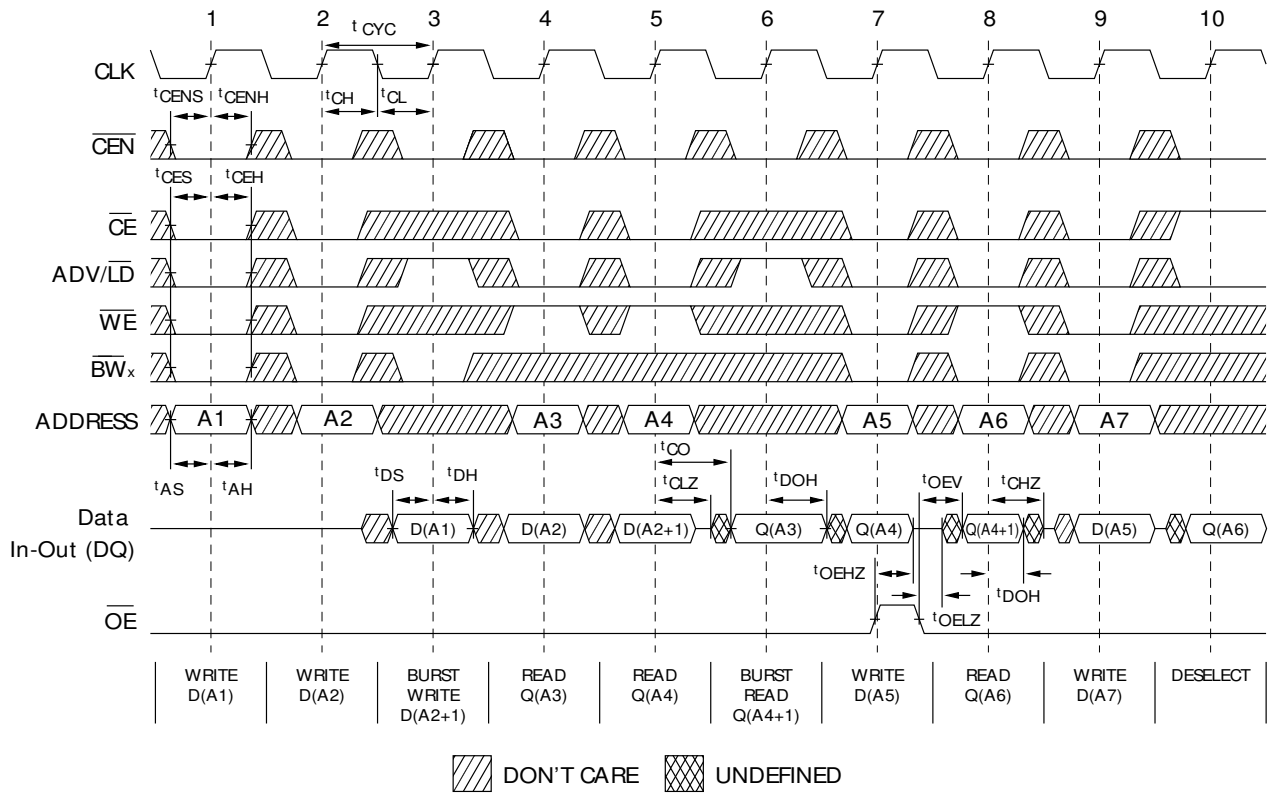 1 2 3 4 5 6 7 8 9 10
tCYC
CLK
tCENS tCENH tCH tCL
CEN
tCES tCEH
CE
ADV/LD
WE
BWx
ADDRESS A1 A2 A3 A4 A5 A6 A7
tAS tAH tDS tDH tCO tCLZ tDOH tOEV tCHZ
Data
In-Out (DQ)
D(A1) D(A2) D(A2+1) Q(A3) Q(A4) Q(A4+1) D(A5) Q(A6)
tOEHZ tDOH
tOELZ
OE
WRITE
D(A1)
WRITE
D(A2)
BURST
WRITE
D(A2+1)
READ
Q(A3)
READ
Q(A4)
BURST
READ
Q(A4+1)
WRITE
D(A5)
READ
Q(A6)
WRITE
D(A7)
DESELECT
DON'T CARE UNDEFINED